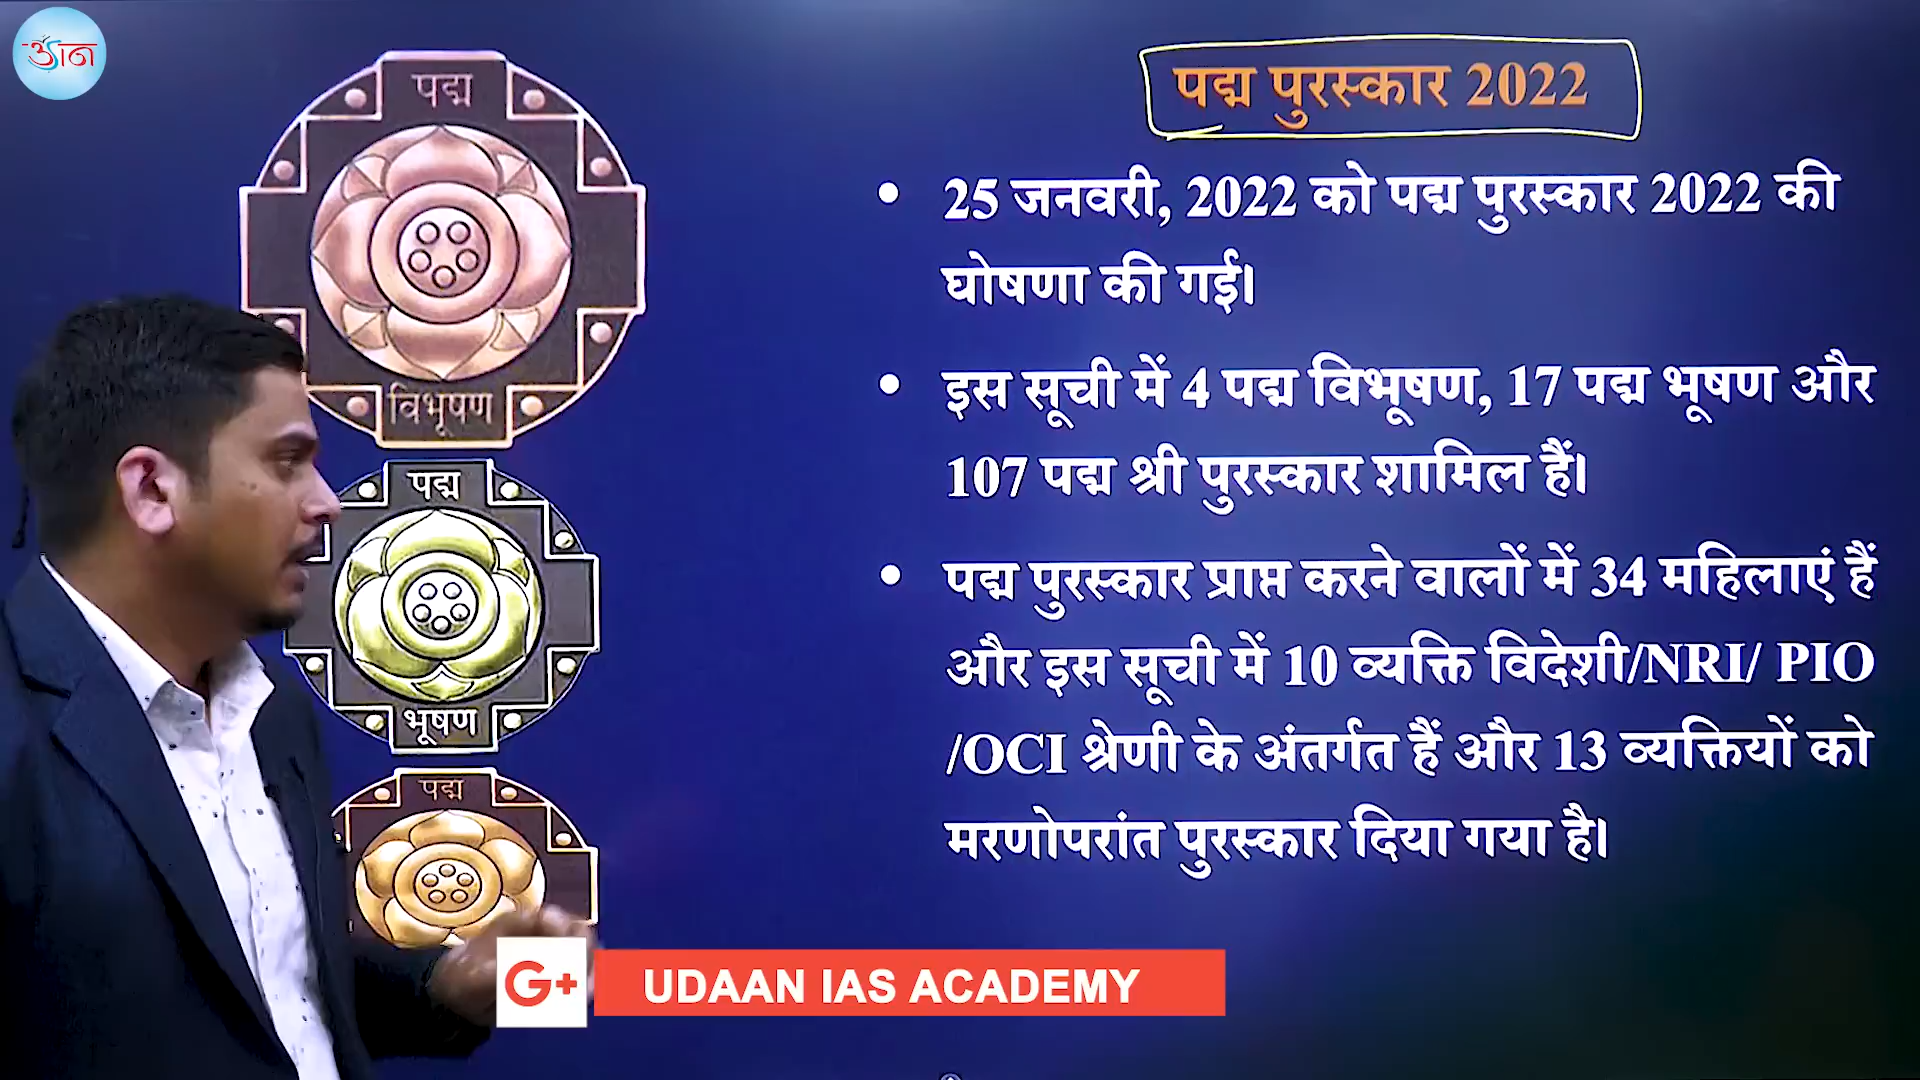 उड़ान
पद्म
विभूषण
पद्म
भूषण
पद्म
पद्म पुरस्कार 2022
• 25 जनवरी, 2022 को पद्म पुरस्कार 2022 की
घोषणा की गई।
• इस सूची में 4 पद्म विभूषण, 17 पद्म भूषण और
107 पद्म श्री पुरस्कार शामिल हैं।
• पद्म पुरस्कार प्राप्त करने वालों में 34 महिलाएं हैं
और इस सूची में 10 व्यक्ति विदेशी/NRI/ PIO
/OCI श्रेणी के अंतर्गत हैं और 13 व्यक्तियों को
मरणोपरांत पुरस्कार दिया गया है।
G+ UDAAN IAS ACADEMY